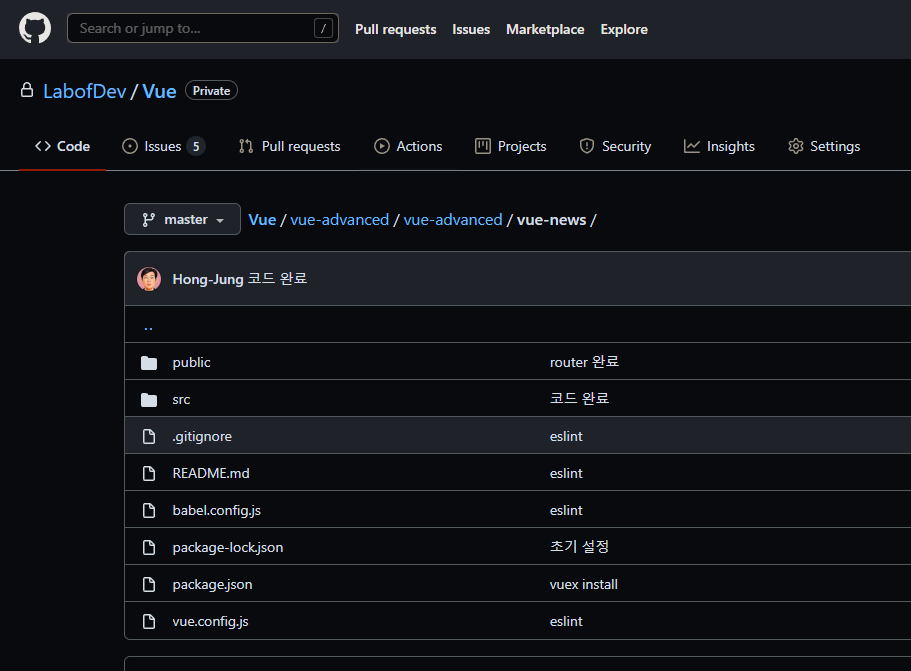 Search or jump to... /
Pull requests Issues Marketplace Explore
LabofDev / Vue Private
Code Issues 5 Pull requests Actions Projects Security Insights Settings
master Vue / vue-advanced / vue-advanced / vue-news /
Hong-Jung 코드 완료
..
public router 완료
src 코드 완료
.gitignore eslint
README.md eslint
babel.config.js eslint
package-lock.json 초기 설정
package.json vuex install
vue.config.js eslint